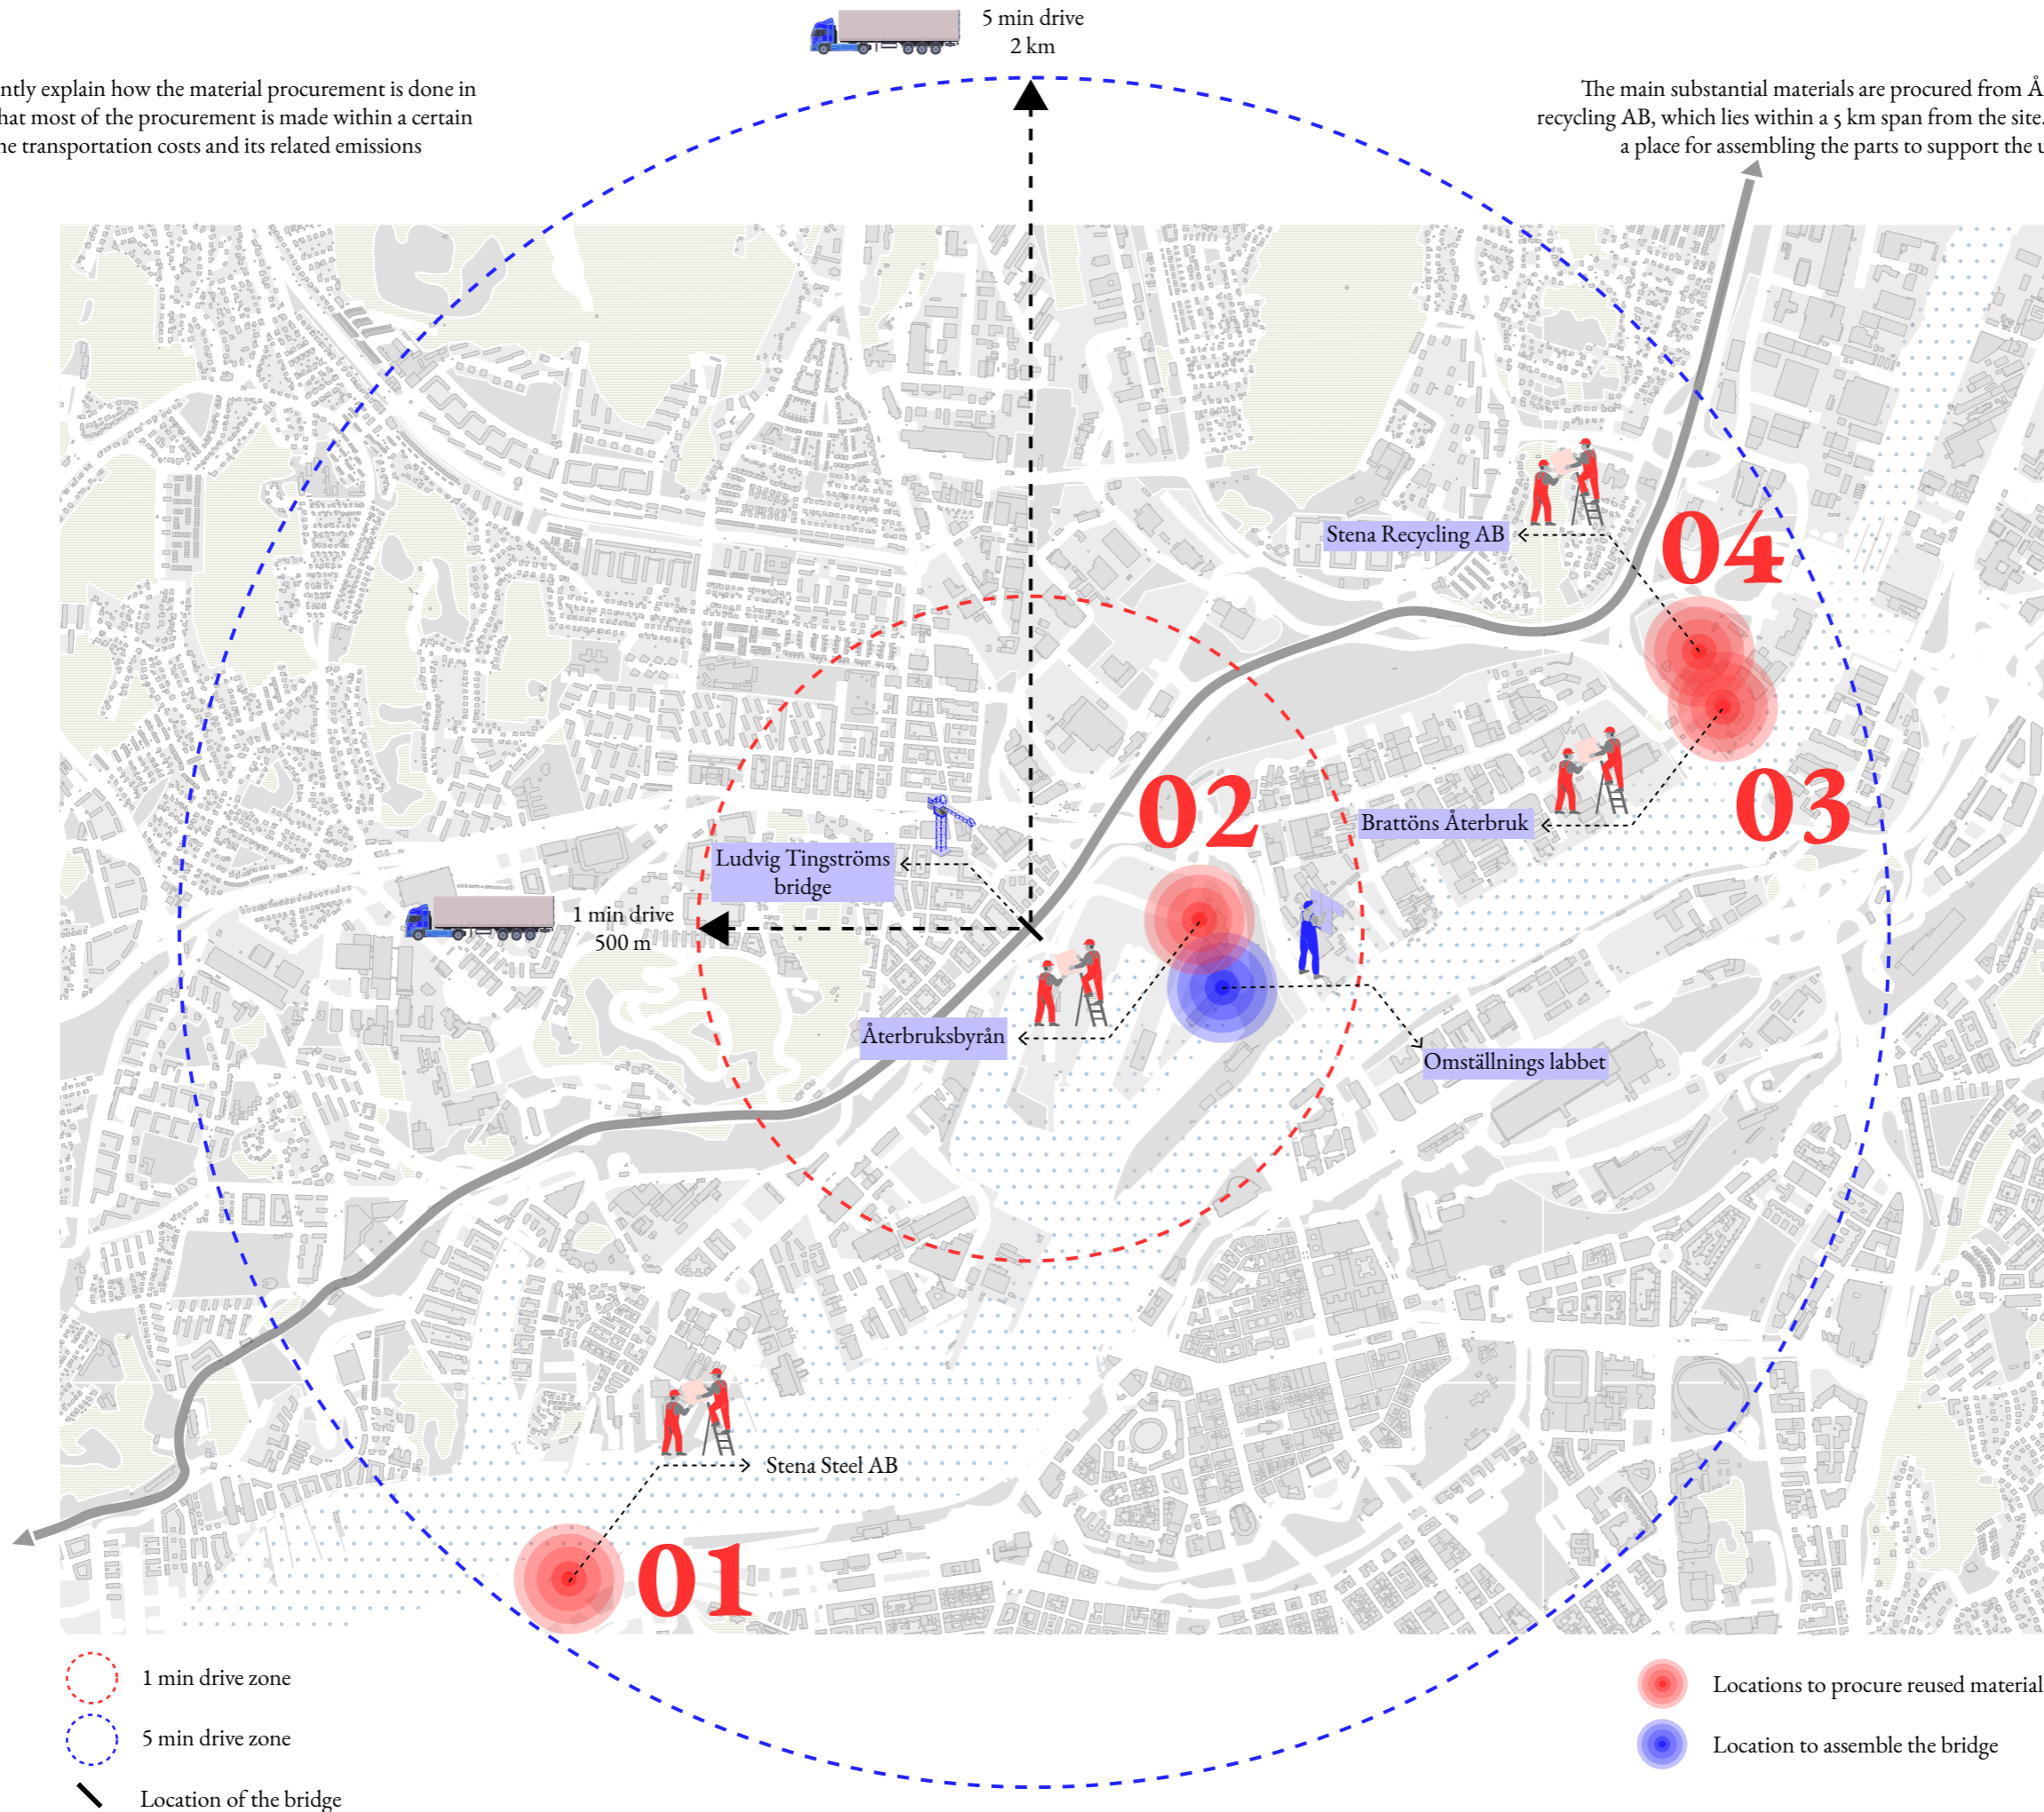 5 min drive
2 km
ntly explain how the material procurement is done in
hat most of the procurement is made within a certain
he transportation costs and its related emissions
The main substantial materials are procured from Å
recycling AB, which lies within a 5 km span from the site.
a place for assembling the parts to support the u
Stena Recycling AB
04
02
Brattöns Återbruk
03
Ludvig Tingströms
bridge
1 min drive
500 m
Återbruksbyrån
Omställnings labbet
Stena Steel AB
01
1 min drive zone
5 min drive zone
Location of the bridge
Locations to procure reused material
Location to assemble the bridge